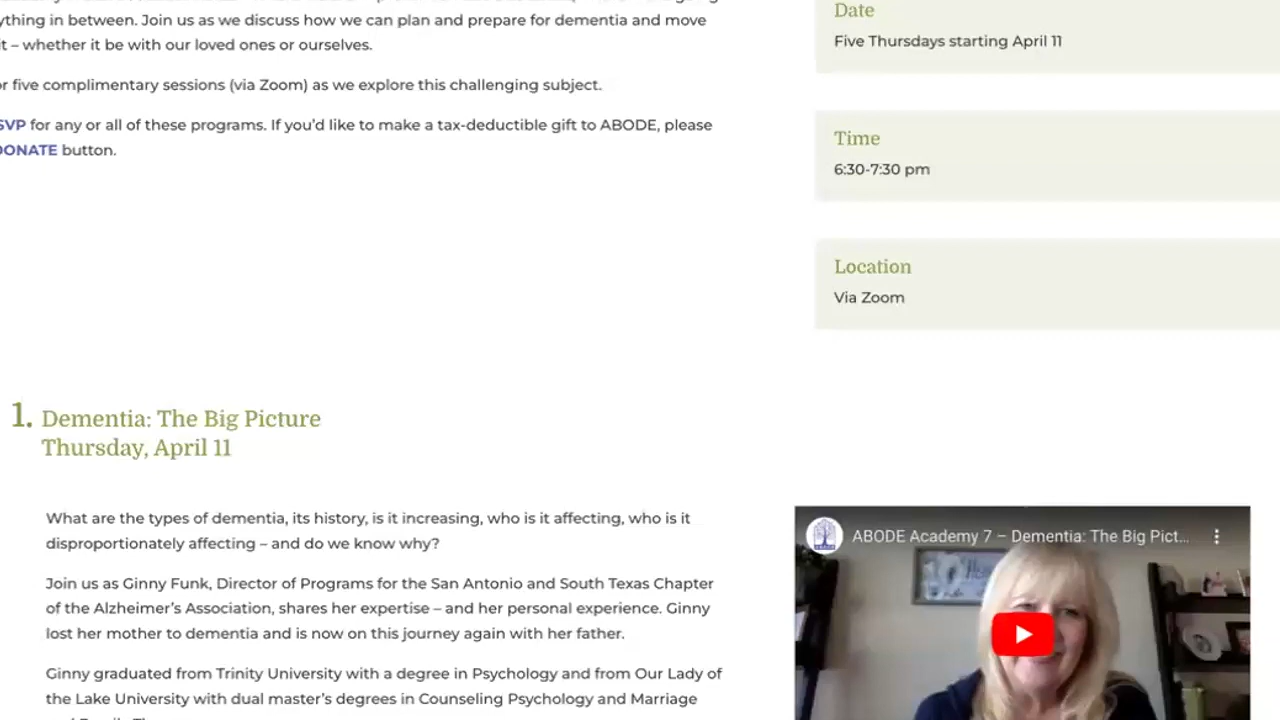 ything in between. Join us as we discuss how we can plan and prepare for dementia and move
t – whether it be with our loved ones or ourselves.
r five complimentary sessions (via Zoom) as we explore this challenging subject.
SVP for any or all of these programs. If you'd like to make a tax-deductible gift to ABODE, please
DONATE button.
Date
Five Thursdays starting April 11
Time
6:30-7:30 pm
Location
Via Zoom
1. Dementia: The Big Picture
Thursday, April 11
What are the types of dementia, its history, is it increasing, who is it affecting, who is it
disproportionately affecting – and do we know why?
Join us as Ginny Funk, Director of Programs for the San Antonio and South Texas Chapter
of the Alzheimer's Association, shares her expertise – and her personal experience. Ginny
lost her mother to dementia and is now on this journey again with her father.
Ginny graduated from Trinity University with a degree in Psychology and from Our Lady of
the Lake University with dual master's degrees in Counseling Psychology and Marriage
ABODE Academy 7 – Dementia: The Big Pict...